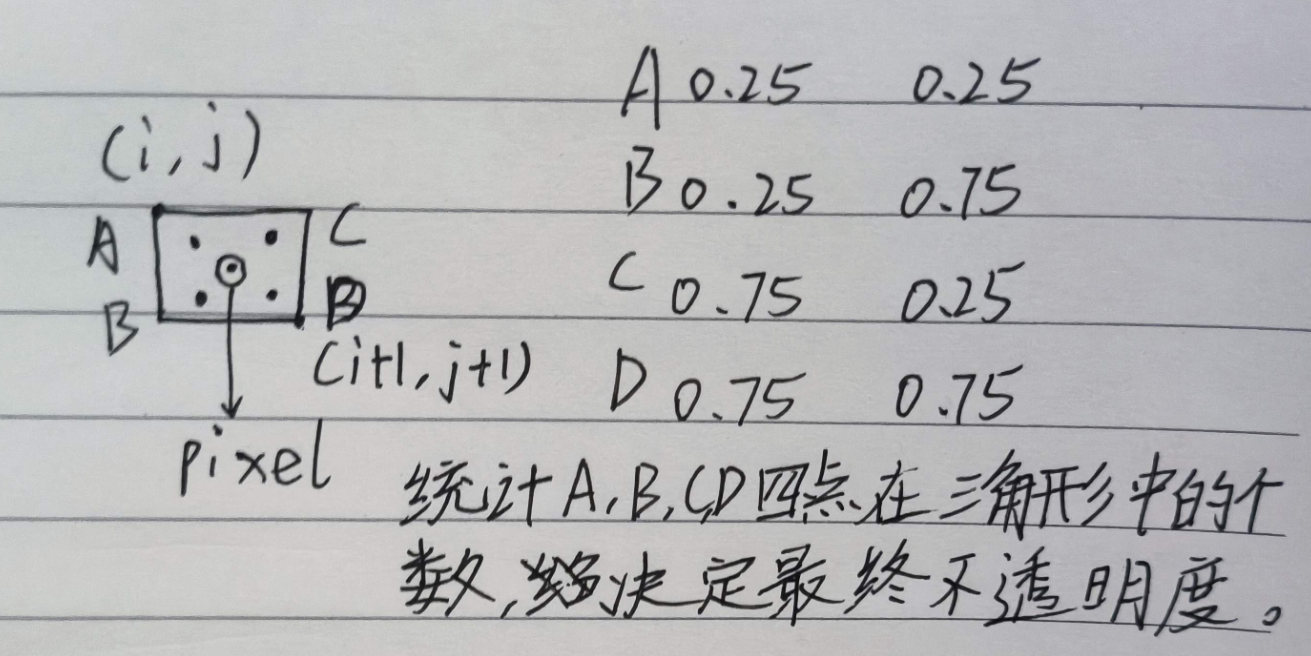 (i, j)
A
C
B
D
(i+1, j+1)
pixel
A 0.25 0.25
B 0.25 0.75
C 0.75 0.25
D 0.75 0.75
统计A,B,C,D四点在三角形中的个
数,决定最终不透明度。